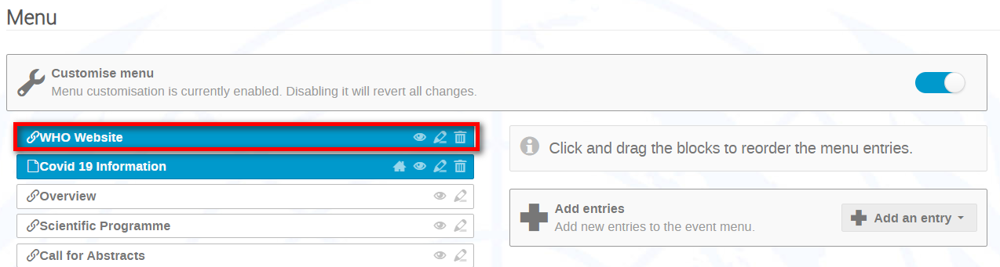 Menu
Customise menu
Menu customisation is currently enabled. Disabling it will revert all changes.
WHO Website
Covid 19 Information
Overview
Scientific Programme
Call for Abstracts
Click and drag the blocks to reorder the menu entries.
Add entries
Add new entries to the event menu.
Add an entry